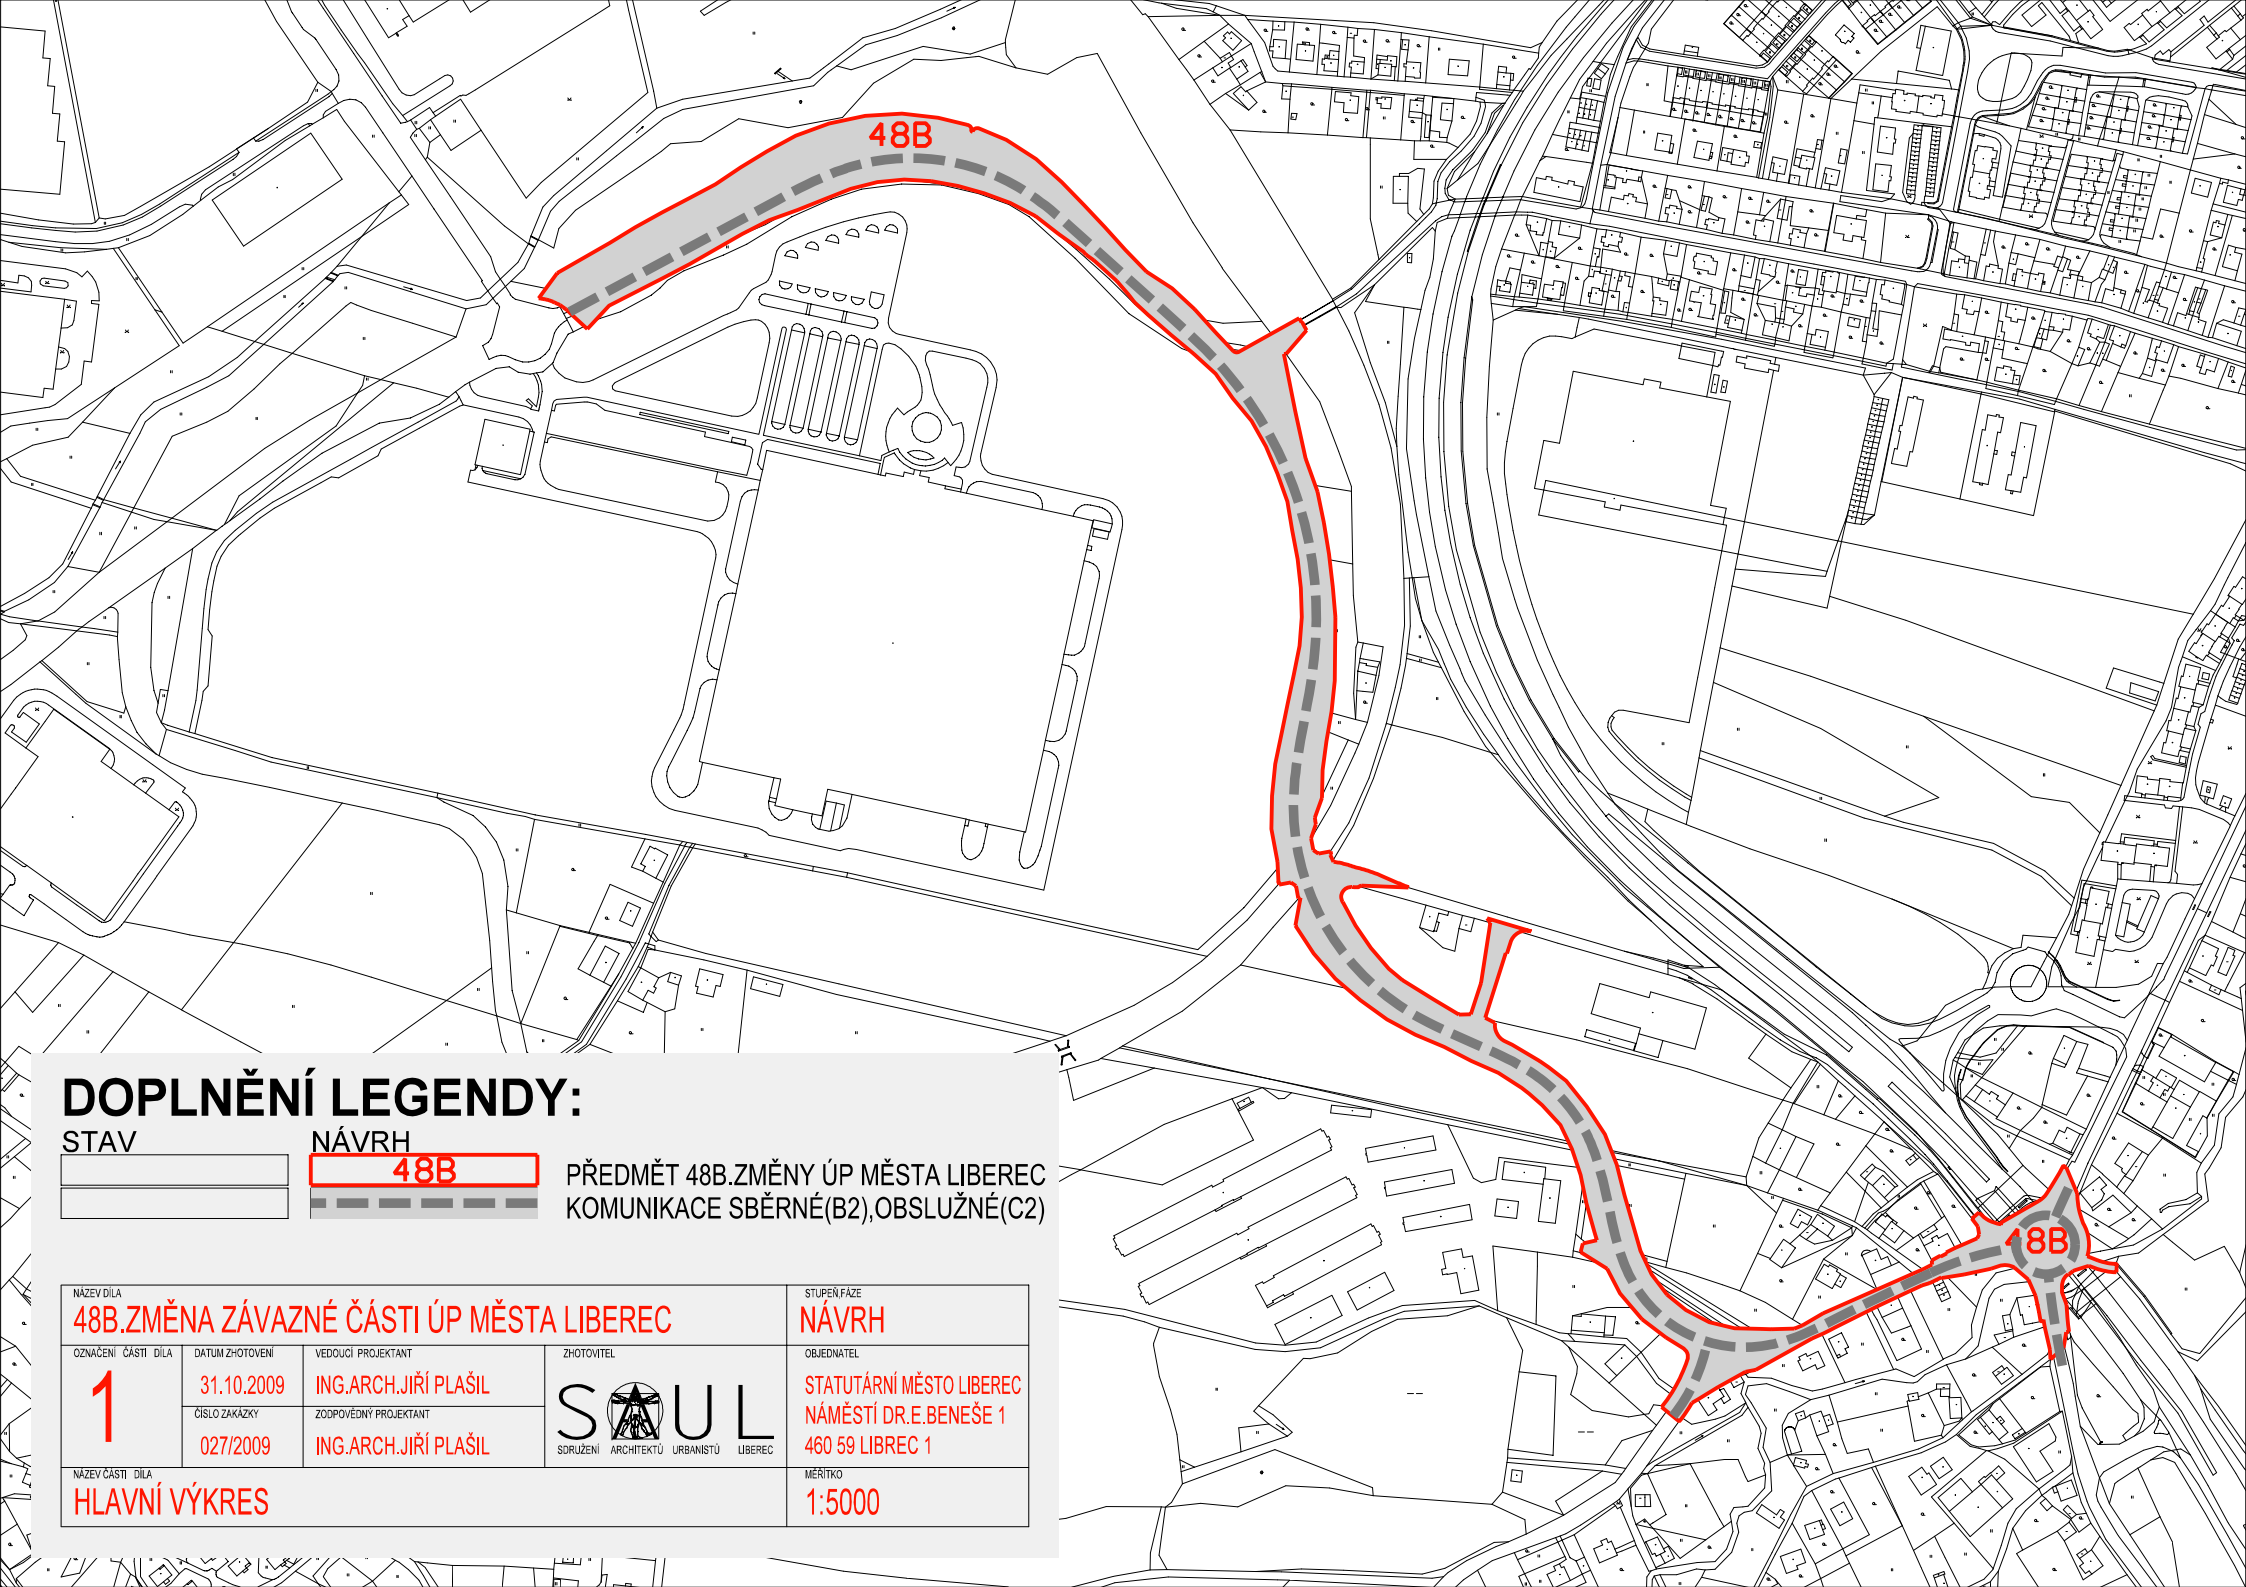 48B
48B
DOPLNĚNÍ LEGENDY:
STAV NÁVRH
48B PŘEDMĚT 48B.ZMĚNY ÚP MĚSTA LIBEREC
KOMUNIKACE SBĚRNÉ(B2),OBSLUŽNÉ(C2)
NÁZEV DÍLA
48B.ZMĚNA ZÁVAZNÉ ČÁSTI ÚP MĚSTA LIBEREC
STUPEŇ,FÁZE
NÁVRH
OZNAČENÍ ČÁSTI DÍLA
1
DATUM ZHOTOVENÍ
31.10.2009
ČÍSLO ZAKÁZKY
027/2009
VEDOUCÍ PROJEKTANT
ING.ARCH.JIŘÍ PLAŠIL
ZODPOVĚDNÝ PROJEKTANT
ING.ARCH.JIŘÍ PLAŠIL
ZHOTOVITEL
SAUL
SDRUŽENÍ ARCHITEKTŮ URBANISTŮ LIBEREC
OBJEDNATEL
STATUTÁRNÍ MĚSTO LIBEREC
NÁMĚSTÍ DR.E.BENEŠE 1
460 59 LIBREC 1
NÁZEV ČÁSTI DÍLA
HLAVNÍ VÝKRES
MĚŘÍTKO
1:5000